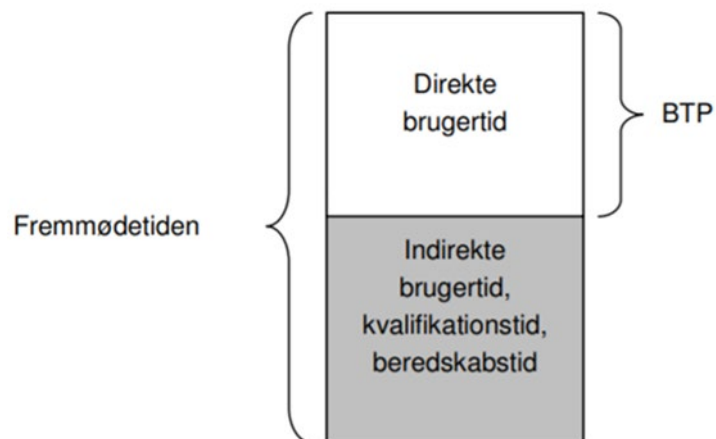 Direkte
brugertid
BTP
Fremmødetiden
Indirekte
brugertid,
kvalifikationstid,
beredskabstid